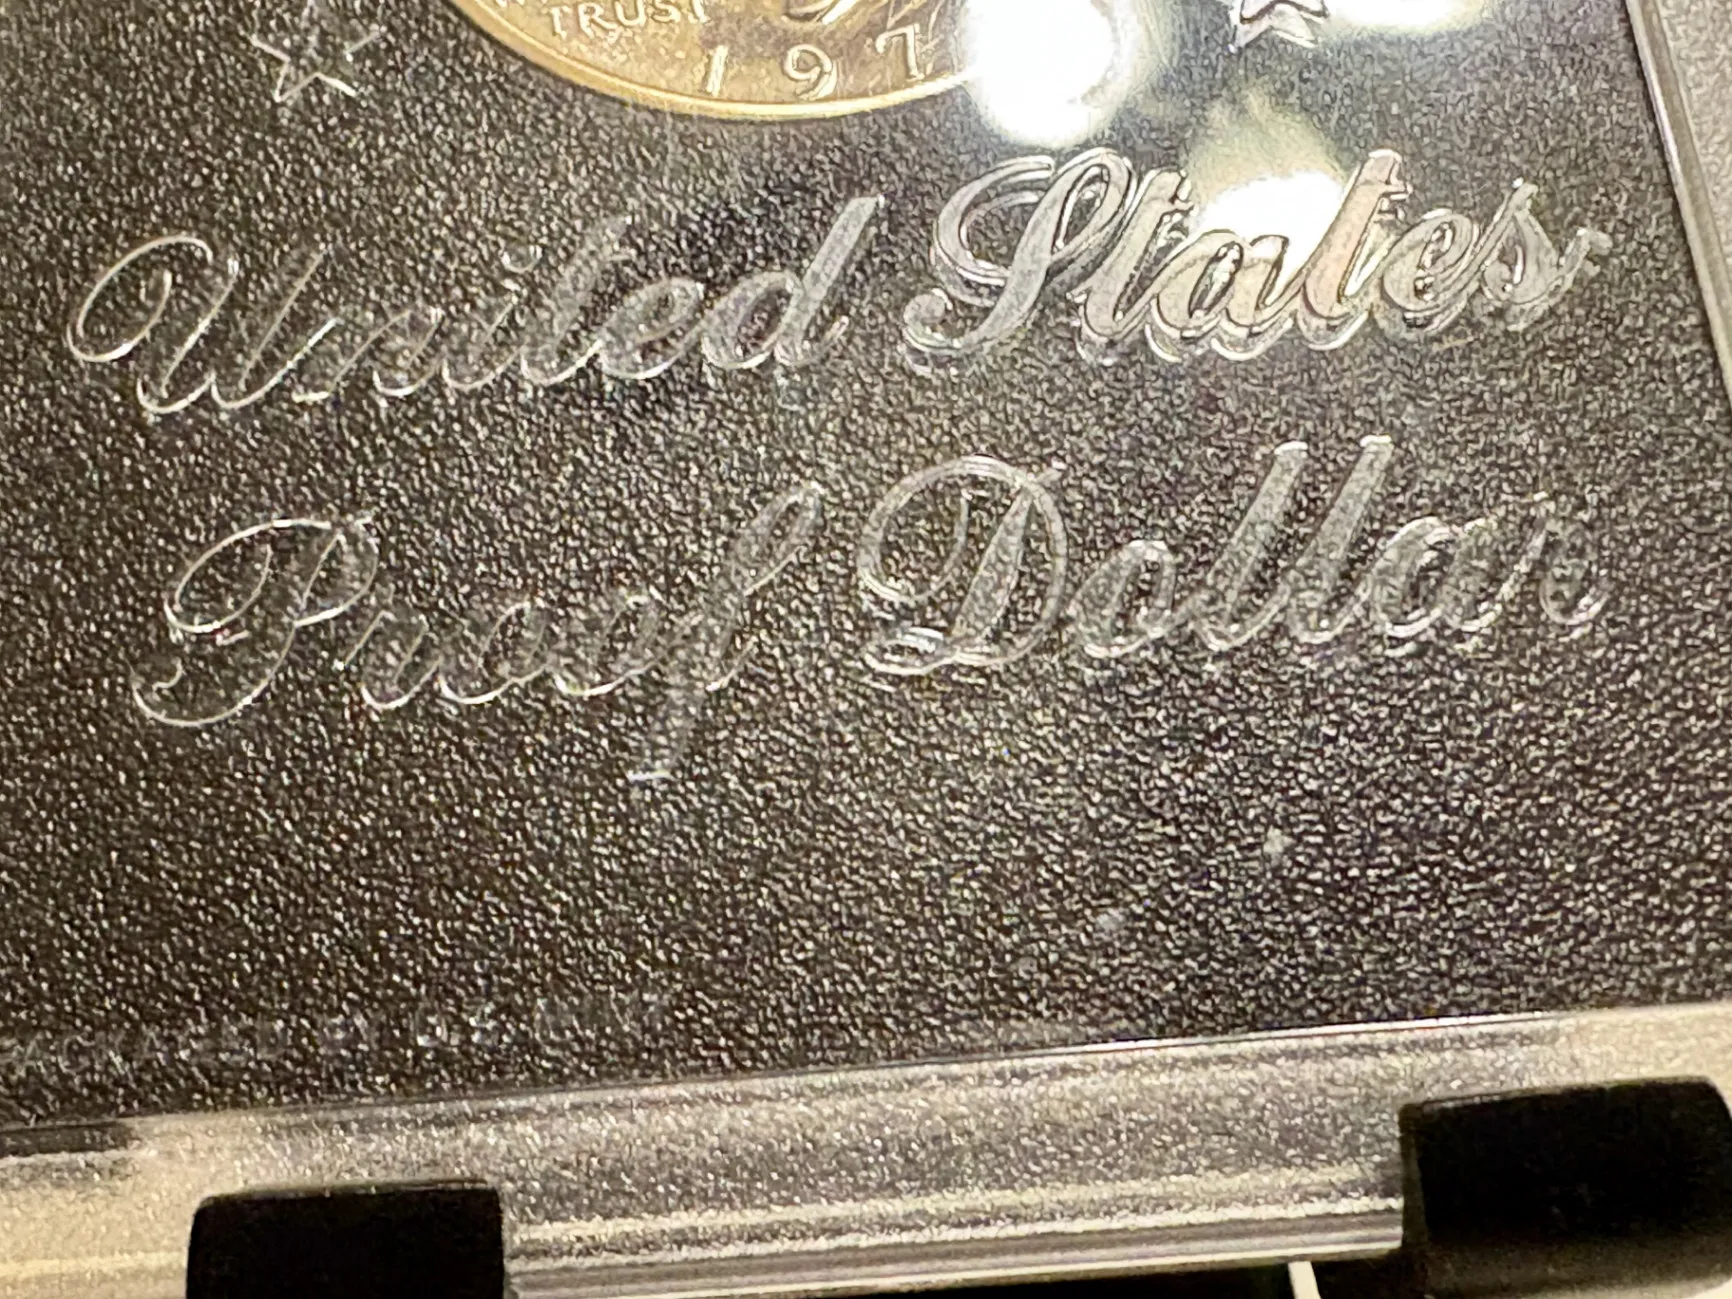 TRUST
197
United States
Proof Dollar